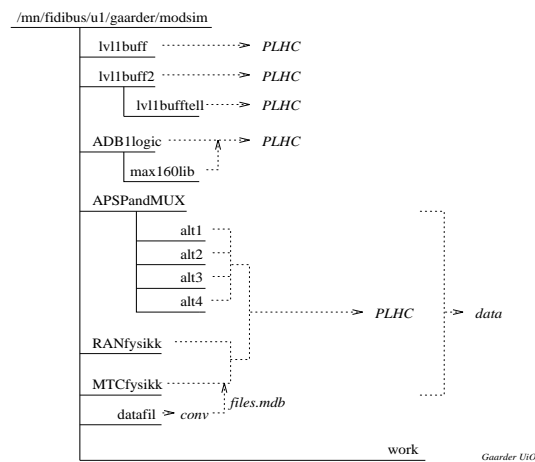 /mn/fidibus/u1/gaarder/modsim
lvl1buff PLHC
lvl1buff2 PLHC
lvl1bufftell PLHC
ADB1logic PLHC
max160lib
APSPandMUX
alt1
alt2
alt3
alt4
PLHC data
RANfysikk
MTCfysikk
files.mdb
datafil conv
work
Gaarder UiO